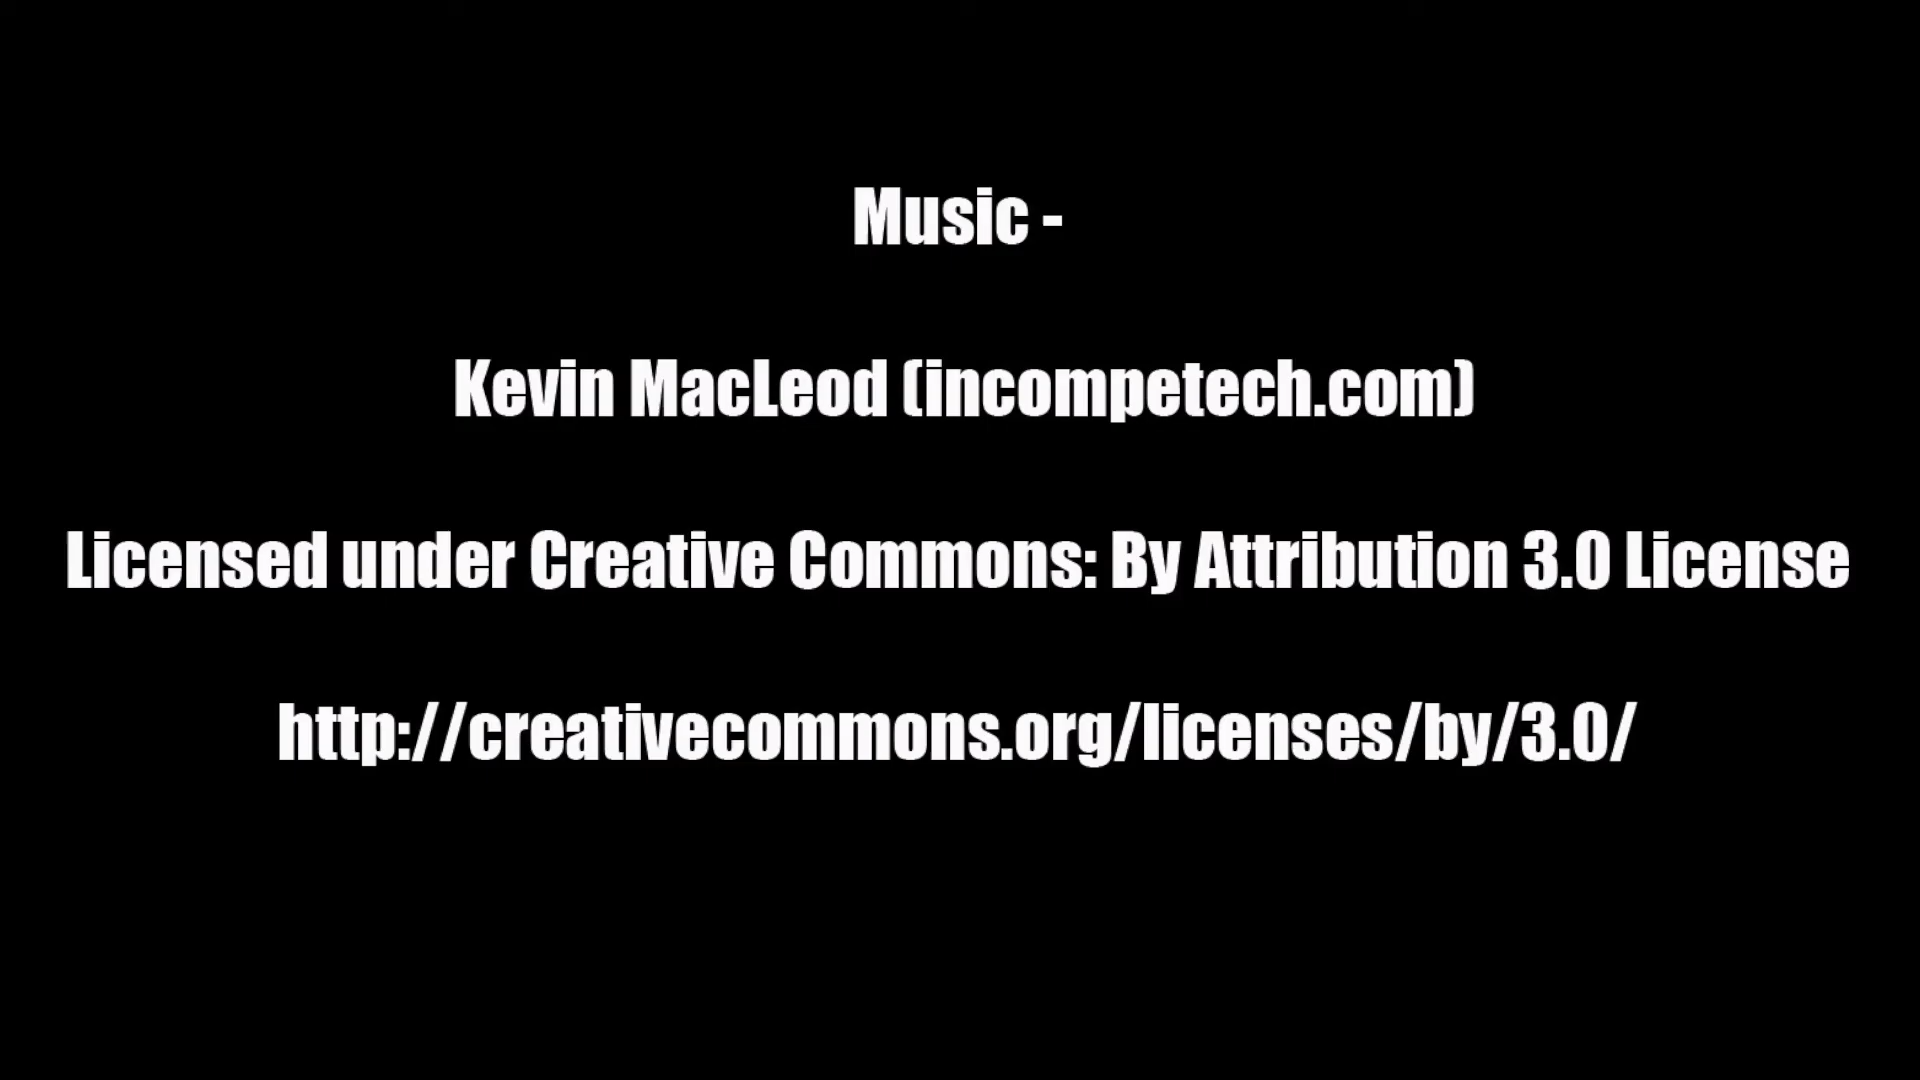 Music -
Kevin MacLeod (incompetech.com)
Licensed under Creative Commons: By Attribution 3.0 License
http://creativecommons.org/licenses/by/3.0/